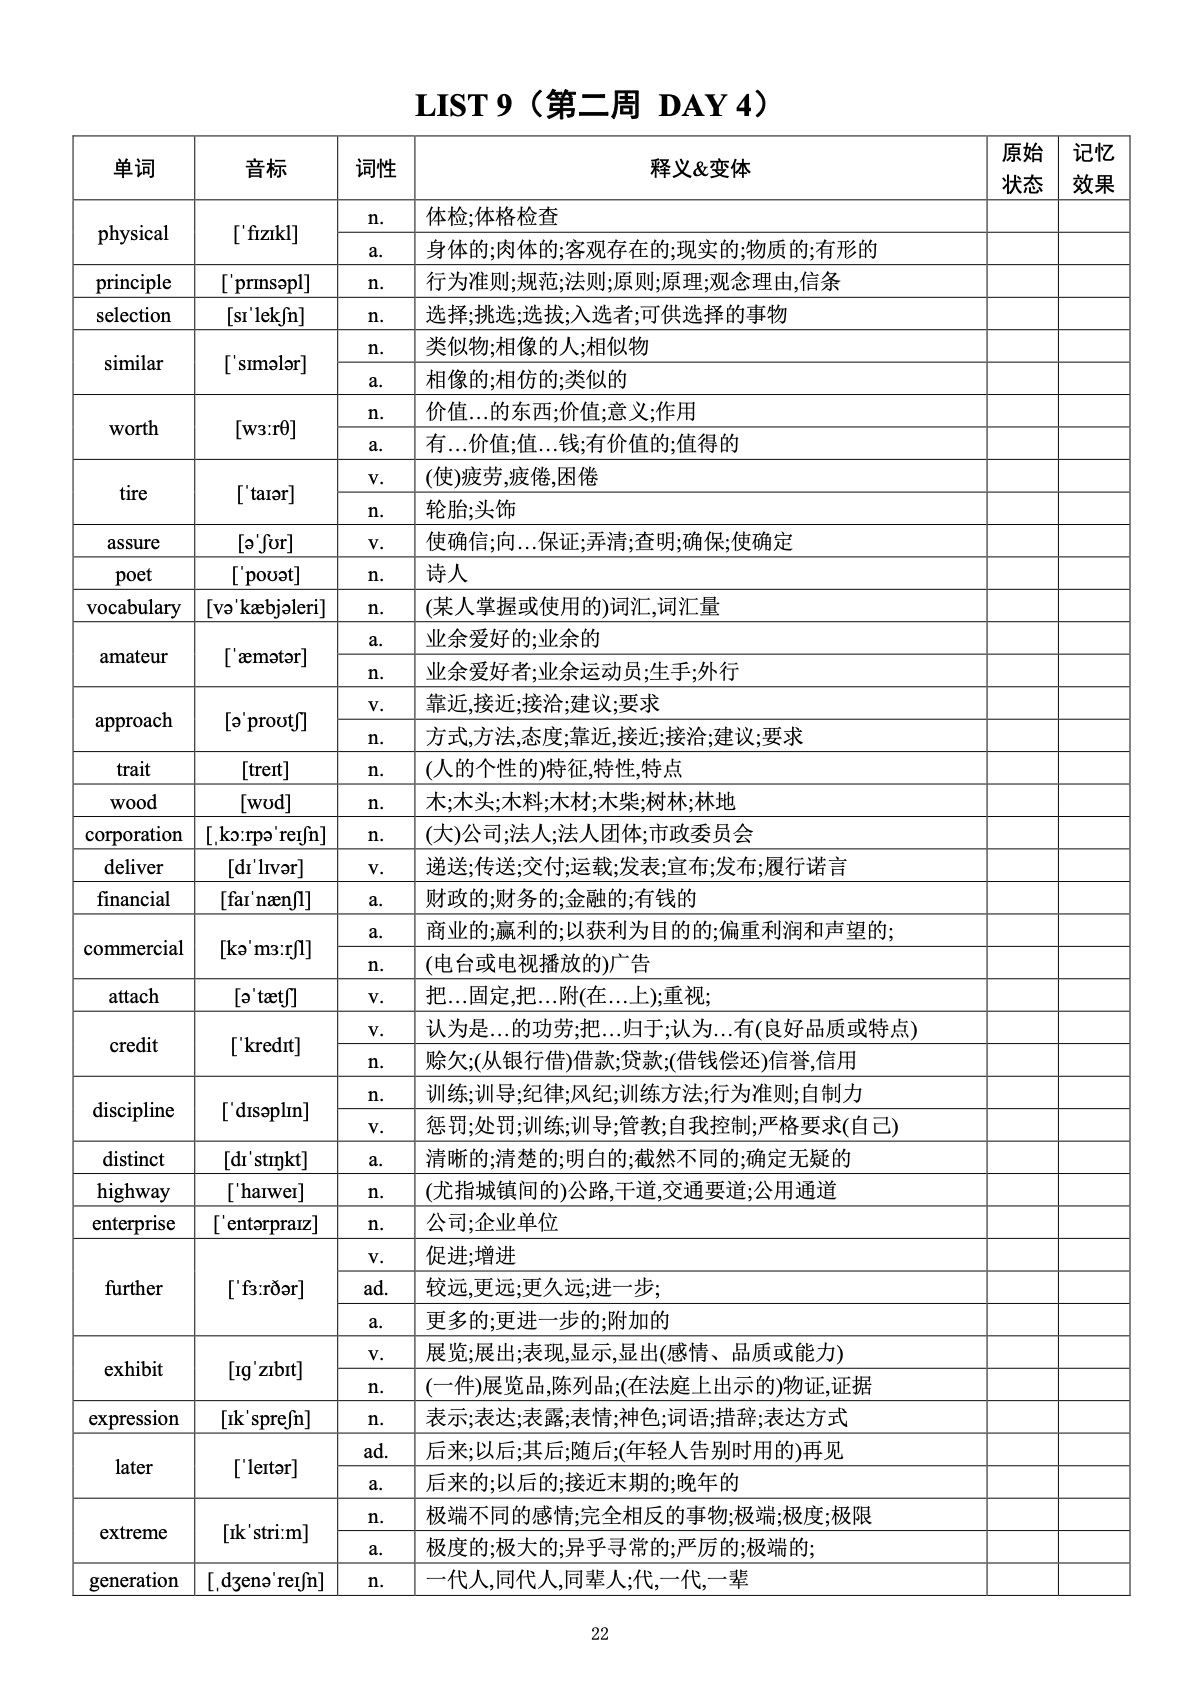 LIST 9（第二周 DAY 4）
单词 音标 词性 释义&变体 原始状态 记忆效果
physical [ˈfɪzɪkl] n. 体检;体格检查
a. 身体的;肉体的;客观存在的;现实的;物质的;有形的
principle [ˈprɪnsəpl] n. 行为准则;规范;法则;原则;原理;观念理由,信条
selection [sɪˈlekʃn] n. 选择;挑选;选拔;入选者;可供选择的事物
similar [ˈsɪmələr] n. 类似物;相像的人;相似物
a. 相像的;相仿的;类似的
worth [wɜːrθ] n. 价值…的东西;价值;意义;作用
a. 有…价值;值…钱;有价值的;值得的
tire [ˈtaɪər] v. (使)疲劳,疲倦,困倦
n. 轮胎;头饰
assure [əˈʃʊr] v. 使确信;向…保证;弄清;查明;确保;使确定
poet [ˈpoʊət] n. 诗人
vocabulary [vəˈkæbjəleri] n. (某人掌握或使用的)词汇,词汇量
amateur [ˈæmətər] a. 业余爱好的;业余的
n. 业余爱好者;业余运动员;生手;外行
approach [əˈproʊtʃ] v. 靠近,接近;接洽;建议;要求
n. 方式,方法,态度;靠近,接近;接洽;建议;要求
trait [treɪt] n. (人的个性的)特征,特性,特点
wood [wʊd] n. 木;木头;木料;木材;木柴;树林;林地
corporation [ˌkɔːrpəˈreɪʃn] n. (大)公司;法人;法人团体;市政委员会
deliver [dɪˈlɪvər] v. 递送;传送;交付;运载;发表;宣布;发布;履行诺言
financial [faɪˈnænʃl] a. 财政的;财务的;金融的;有钱的
commercial [kəˈmɜːrʃl] a. 商业的;赢利的;以获利为目的的;偏重利润和声望的;
n. (电台或电视播放的)广告
attach [əˈtætʃ] v. 把…固定,把…附(在…上);重视;
credit [ˈkredɪt] v. 认为是…的功劳;把…归于;认为…有(良好品质或特点)
n. 赊欠;(从银行借)借款;贷款;(借钱偿还)信誉,信用
discipline [ˈdɪsəplɪn] n. 训练;训导;纪律;风纪;训练方法;行为准则;自制力
v. 惩罚;处罚;训练;训导;管教;自我控制;严格要求(自己)
distinct [dɪˈstɪŋkt] a. 清晰的;清楚的;明白的;截然不同的;确定无疑的
highway [ˈhaɪweɪ] n. (尤指城镇间的)公路,干道,交通要道;公用通道
enterprise [ˈentərpraɪz] n. 公司;企业单位
further [ˈfɜːrðər] v. 促进;增进
ad. 较远,更远;更久远;进一步;
a. 更多的;更进一步的;附加的
exhibit [ɪɡˈzɪbɪt] v. 展览;展出;表现,显示,显出(感情、品质或能力)
n. (一件)展览品,陈列品;(在法庭上出示的)物证,证据
expression [ɪkˈspreʃn] n. 表示;表达;表露;表情;神色;词语;措辞;表达方式
later [ˈleɪtər] ad. 后来;以后;其后;随后;(年轻人告别时用的)再见
a. 后来的;以后的;接近末期的;晚年的
extreme [ɪkˈstriːm] n. 极端不同的感情;完全相反的事物;极端;极度;极限
a. 极度的;极大的;异乎寻常的;严厉的;极端的;
generation [ˌdʒenəˈreɪʃn] n. 一代人,同代人,同辈人;代,一代,一辈
22